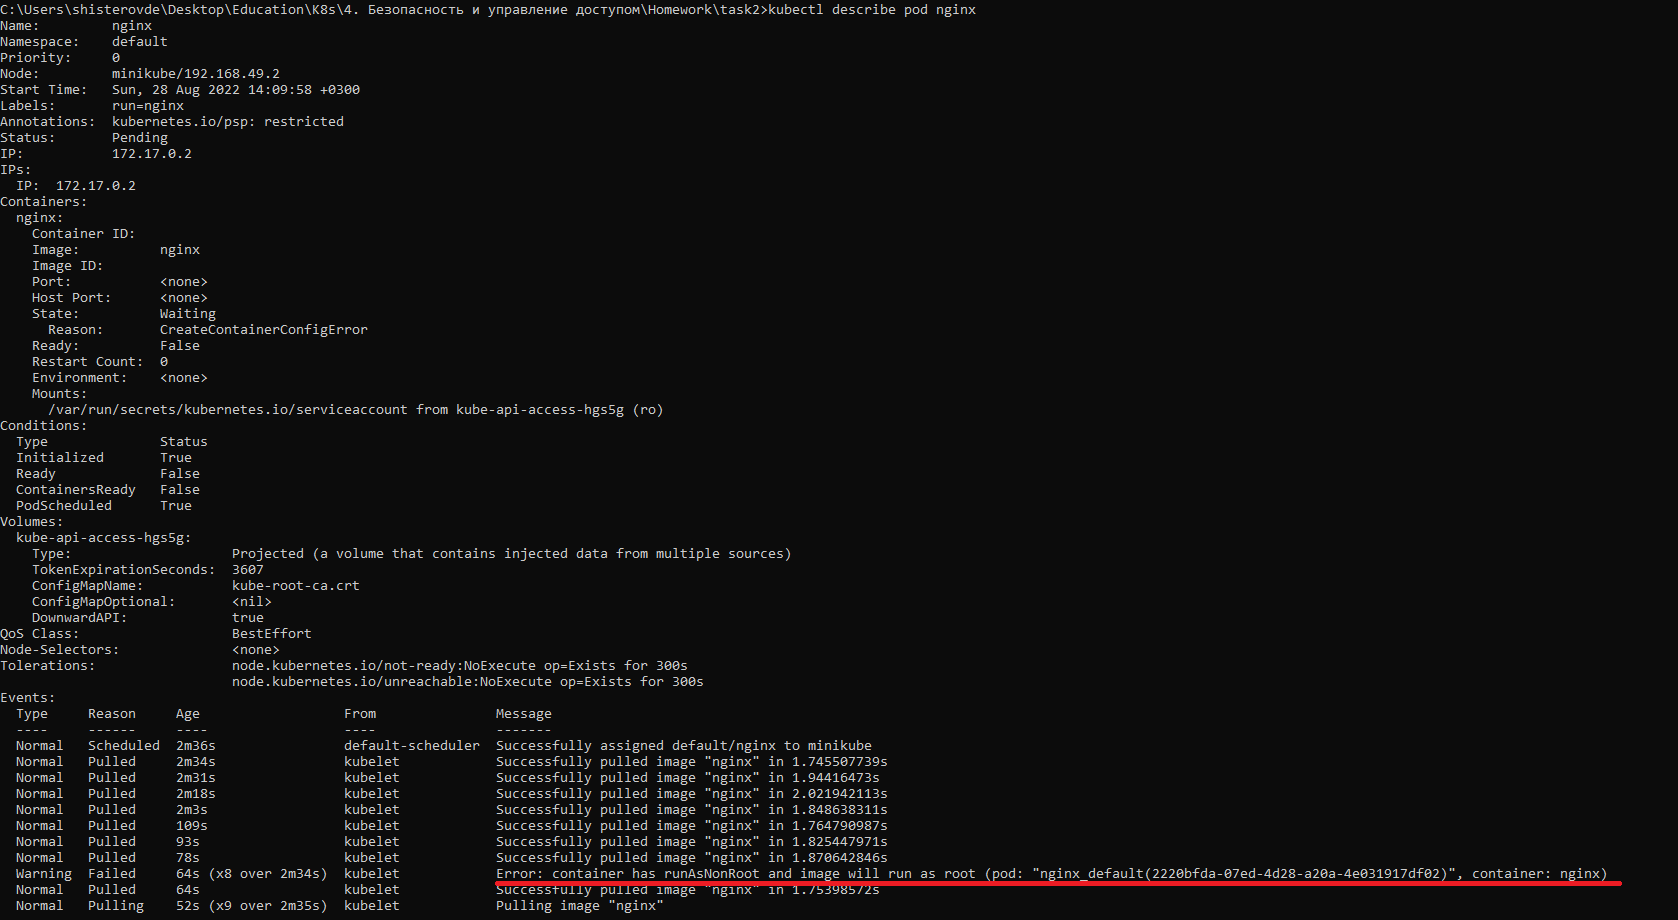 C:\Users\shisterovde\Desktop\Education\K8s\4. Безопасность и управление доступом\Homework\task2>kubectl describe pod nginx
Name:         nginx
Namespace:    default
Priority:     0
Node:         minikube/192.168.49.2
Start Time:   Sun, 28 Aug 2022 14:09:58 +0300
Labels:       run=nginx
Annotations:  kubernetes.io/psp: restricted
Status:       Pending
IP:           172.17.0.2
IPs:
  IP:  172.17.0.2
Containers:
  nginx:
    Container ID:
    Image:          nginx
    Image ID:
    Port:           <none>
    Host Port:      <none>
    State:          Waiting
      Reason:       CreateContainerConfigError
    Ready:          False
    Restart Count:  0
    Environment:    <none>
    Mounts:
      /var/run/secrets/kubernetes.io/serviceaccount from kube-api-access-hgs5g (ro)
Conditions:
  Type              Status
  Initialized       True
  Ready             False
  ContainersReady   False
  PodScheduled      True
Volumes:
  kube-api-access-hgs5g:
    Type:                    Projected (a volume that contains injected data from multiple sources)
    TokenExpirationSeconds:  3607
    ConfigMapName:           kube-root-ca.crt
    ConfigMapOptional:       <nil>
    DownwardAPI:             true
QoS Class:                   BestEffort
Node-Selectors:              <none>
Tolerations:                 node.kubernetes.io/not-ready:NoExecute op=Exists for 300s
                             node.kubernetes.io/unreachable:NoExecute op=Exists for 300s
Events:
  Type     Reason     Age                   From               Message
  ----     ------     ----                  ----               -------
  Normal   Scheduled  2m36s                 default-scheduler  Successfully assigned default/nginx to minikube
  Normal   Pulled     2m34s                 kubelet            Successfully pulled image "nginx" in 1.745507739s
  Normal   Pulled     2m31s                 kubelet            Successfully pulled image "nginx" in 1.94416473s
  Normal   Pulled     2m18s                 kubelet            Successfully pulled image "nginx" in 2.021942113s
  Normal   Pulled     2m3s                  kubelet            Successfully pulled image "nginx" in 1.848638311s
  Normal   Pulled     109s                  kubelet            Successfully pulled image "nginx" in 1.764790987s
  Normal   Pulled     93s                   kubelet            Successfully pulled image "nginx" in 1.825447971s
  Normal   Pulled     78s                   kubelet            Successfully pulled image "nginx" in 1.870642846s
  Warning  Failed     64s (x8 over 2m34s)   kubelet            Error: container has runAsNonRoot and image will run as root (pod: "nginx_default(2220bfda-07ed-4d28-a20a-4e031917df02)", container: nginx)
  Normal   Pulled     64s                   kubelet            Successfully pulled image "nginx" in 1.75398572s
  Normal   Pulling    52s (x9 over 2m35s)   kubelet            Pulling image "nginx"